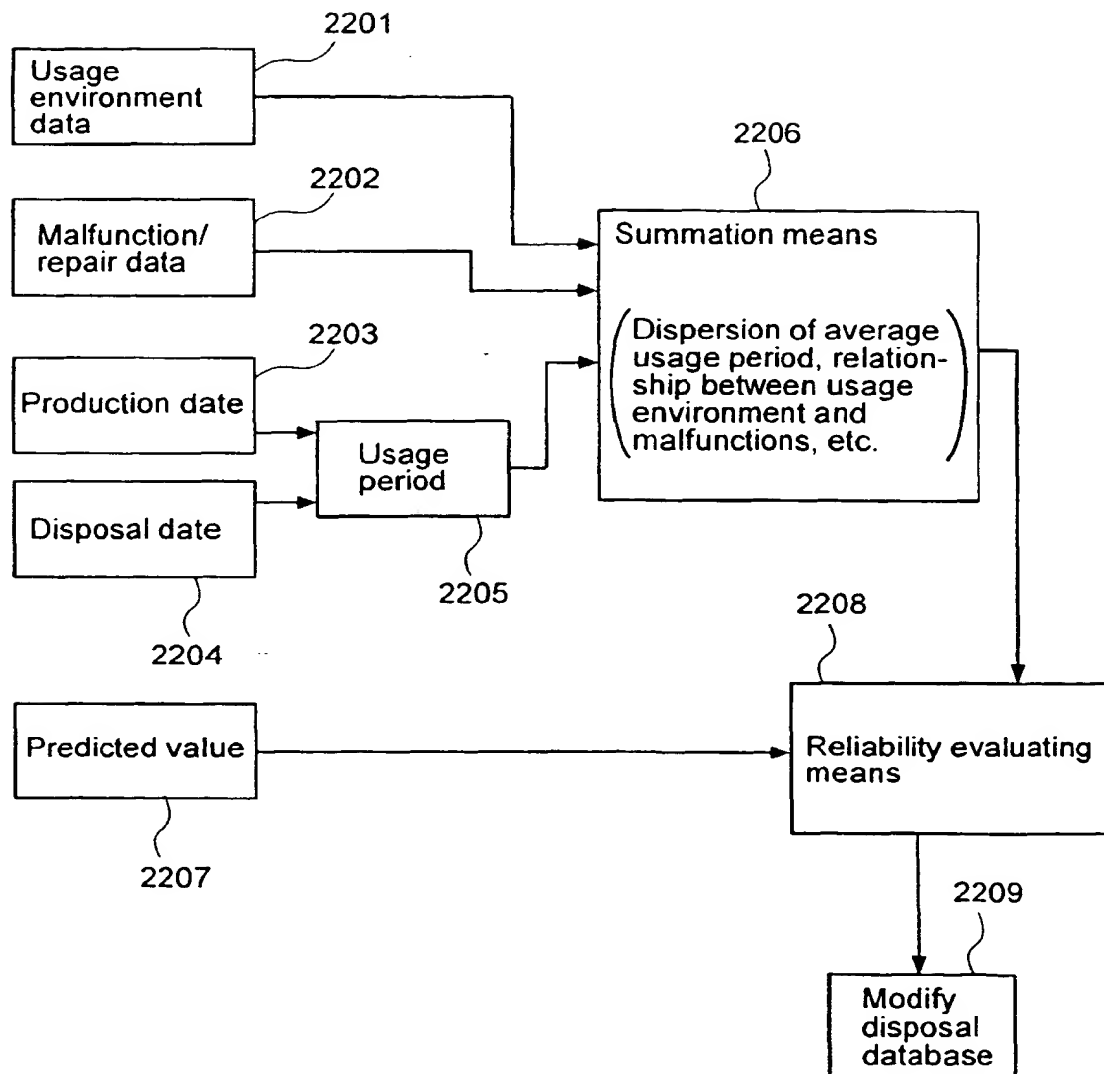 2201
Usage
environment
data
2206
2202
Malfunction/
repair data
Summation means
2203
(Dispersion of average
usage period, relation-
ship between usage
environment and
malfunctions, etc.)
Production date
Usage
period
Disposal date
2205
2204
2208
Predicted value
Reliability evaluating
means
2207
2209
Modify
disposal
database